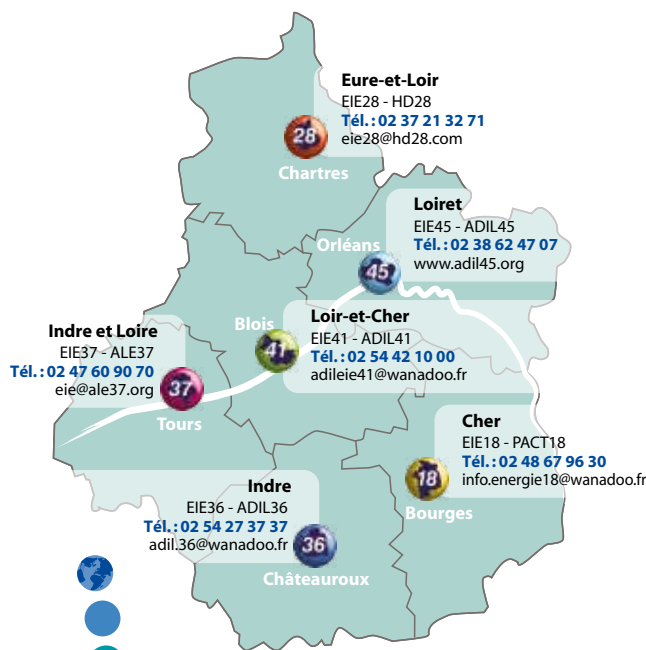 Eure-et-Loir
EIE28 - HD28
Tél. : 02 37 21 32 71
eie28@hd28.com
28
Chartres
Loiret
EIE45 - ADIL45
Tél. : 02 38 62 47 07
www.adil45.org
Orléans
45
Loir-et-Cher
EIE41 - ADIL41
Tél. : 02 54 42 10 00
adileie41@wanadoo.fr
Blois
41
Indre et Loire
EIE37 - ALE37
Tél. : 02 47 60 90 70
eie@ale37.org
37
Tours
Cher
EIE18 - PACT18
Tél. : 02 48 67 96 30
info.energie18@wanadoo.fr
18
Bourges
Indre
EIE36 - ADIL36
Tél. : 02 54 27 37 37
adil.36@wanadoo.fr
36
Châteauroux